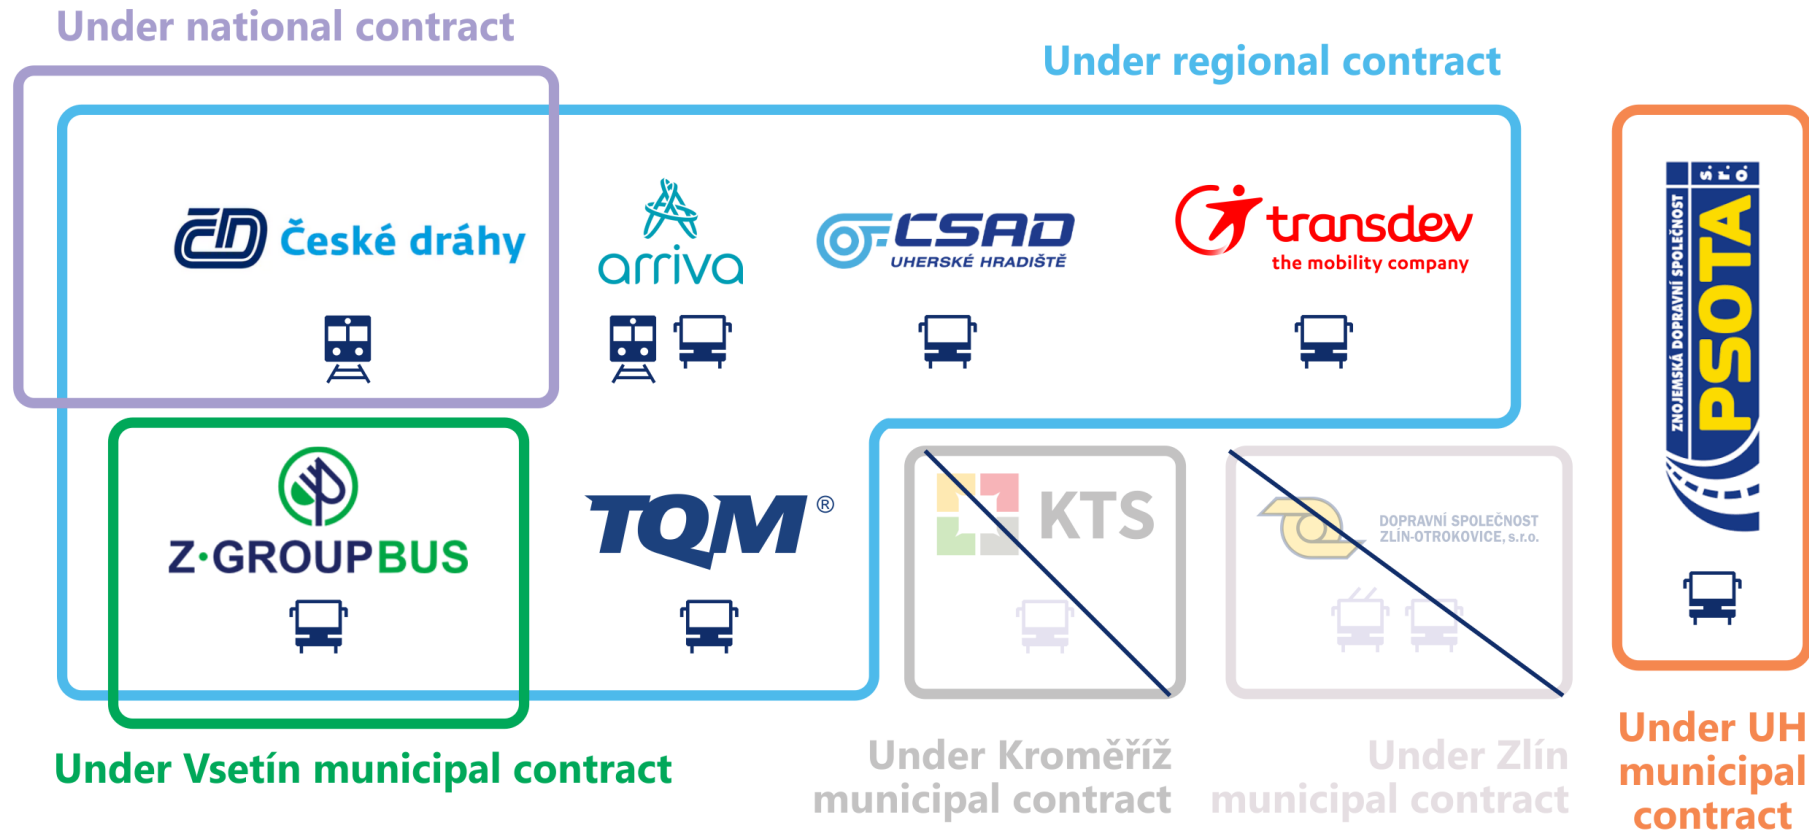 Under national contract
Under regional contract
ČD České dráhy
arriva
ČSAD
UHERSKÉ HRADIŠTĚ
transdev
the mobility company
ZNOJEMSKÁ DOPRAVNÍ SPOLEČNOST
PSOTA
s.r.o.
Z·GROUPBUS
TQM®
KTS
DOPRAVNÍ SPOLEČNOST
ZLÍN-OTROKOVICE, s.r.o.
Under Vsetín municipal contract
Under Kroměříž
municipal contract
Under Zlín
municipal contract
Under UH
municipal
contract